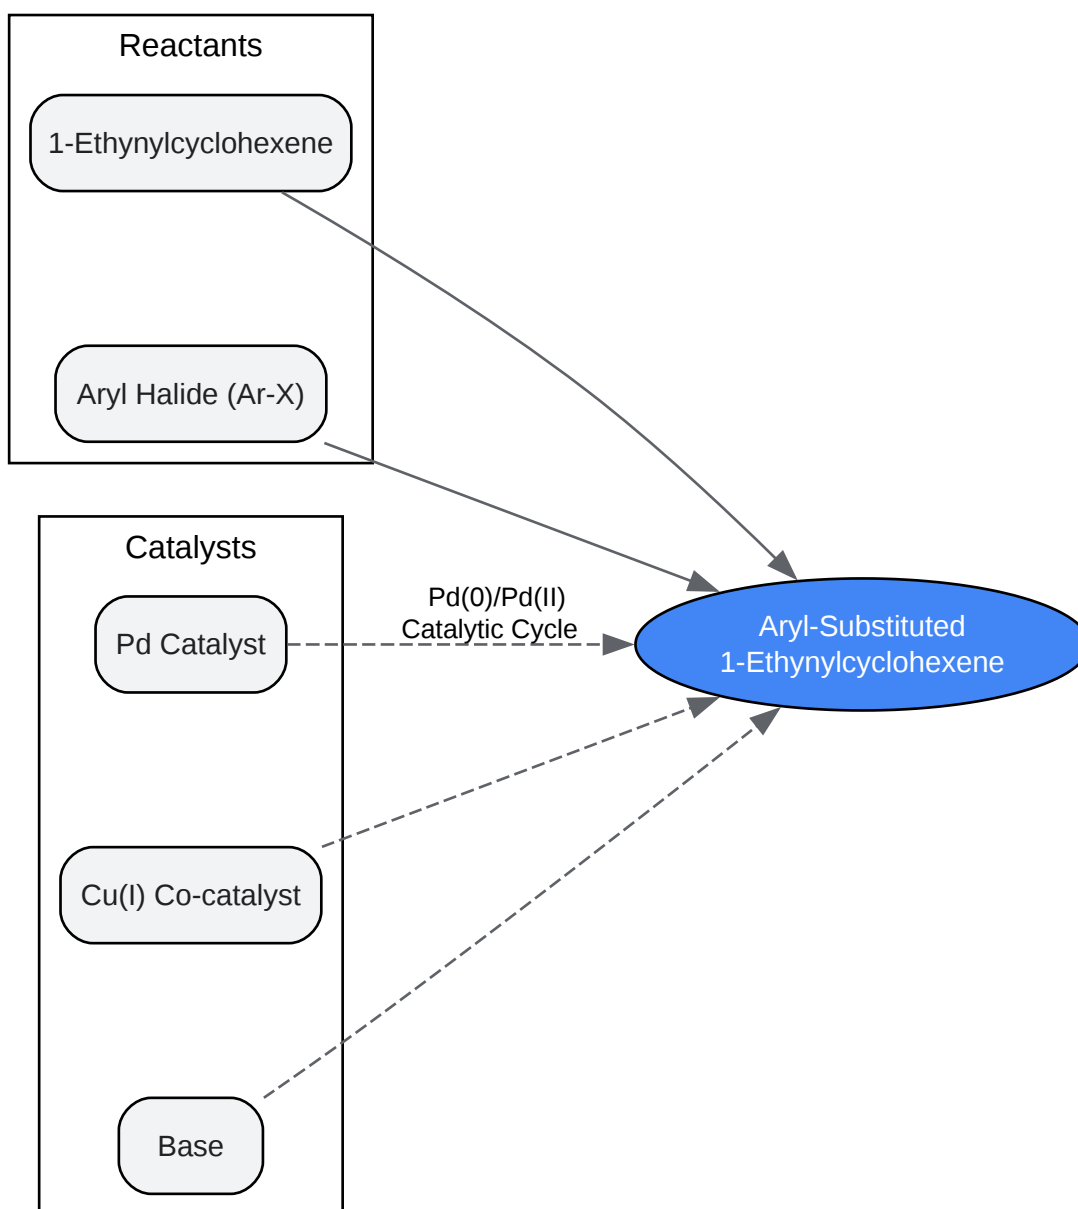 Reactants
1-Ethynylcyclohexene
Aryl Halide (Ar-X)
Catalysts
Pd Catalyst
Pd(0)/Pd(II)
Catalytic Cycle
Aryl-Substituted
1-Ethynylcyclohexene
Cu(I) Co-catalyst
Base